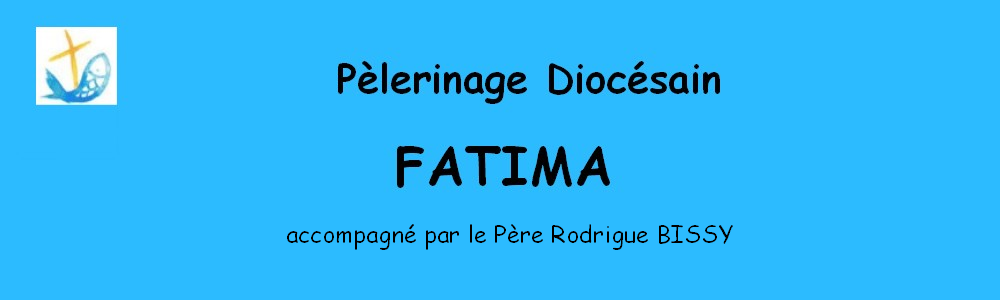 Pèlerinage Diocésain
FATIMA
accompagné par le Père Rodrigue BISSY